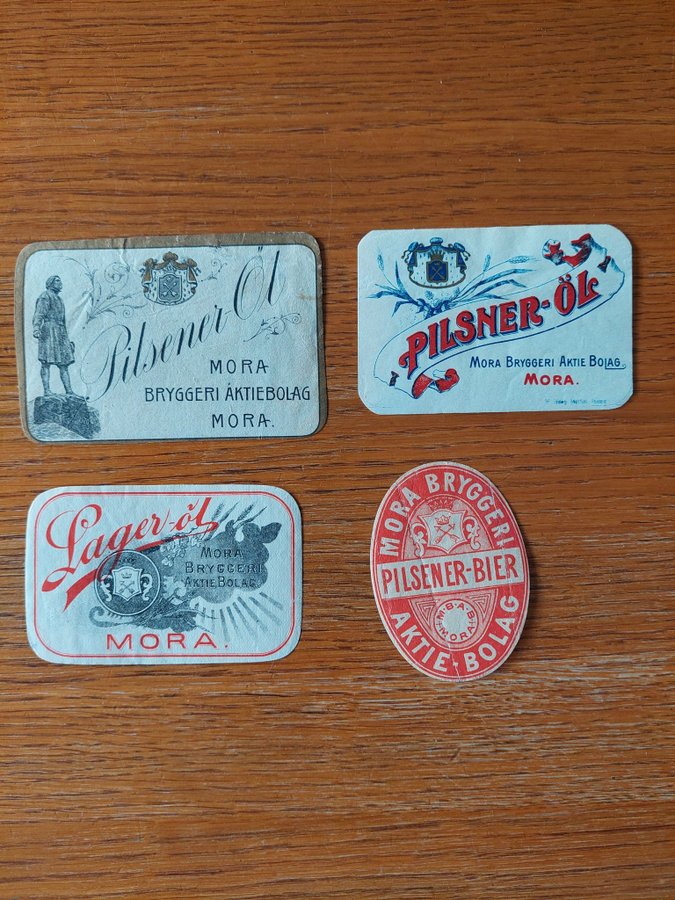 Pilsener-Öl
MORA
BRYGGERI AKTIEBOLAG
MORA.
PILSNER-ÖL
MORA BRYGGERI AKTIE BOLAG
MORA.
Lager-öl
MORA
BRYGGERI
AKTIE BOLAG
MORA.
MORA BRYGGERI
PILSENER-BIER
M·B·A·B·
MORA
AKTIE-BOLAG